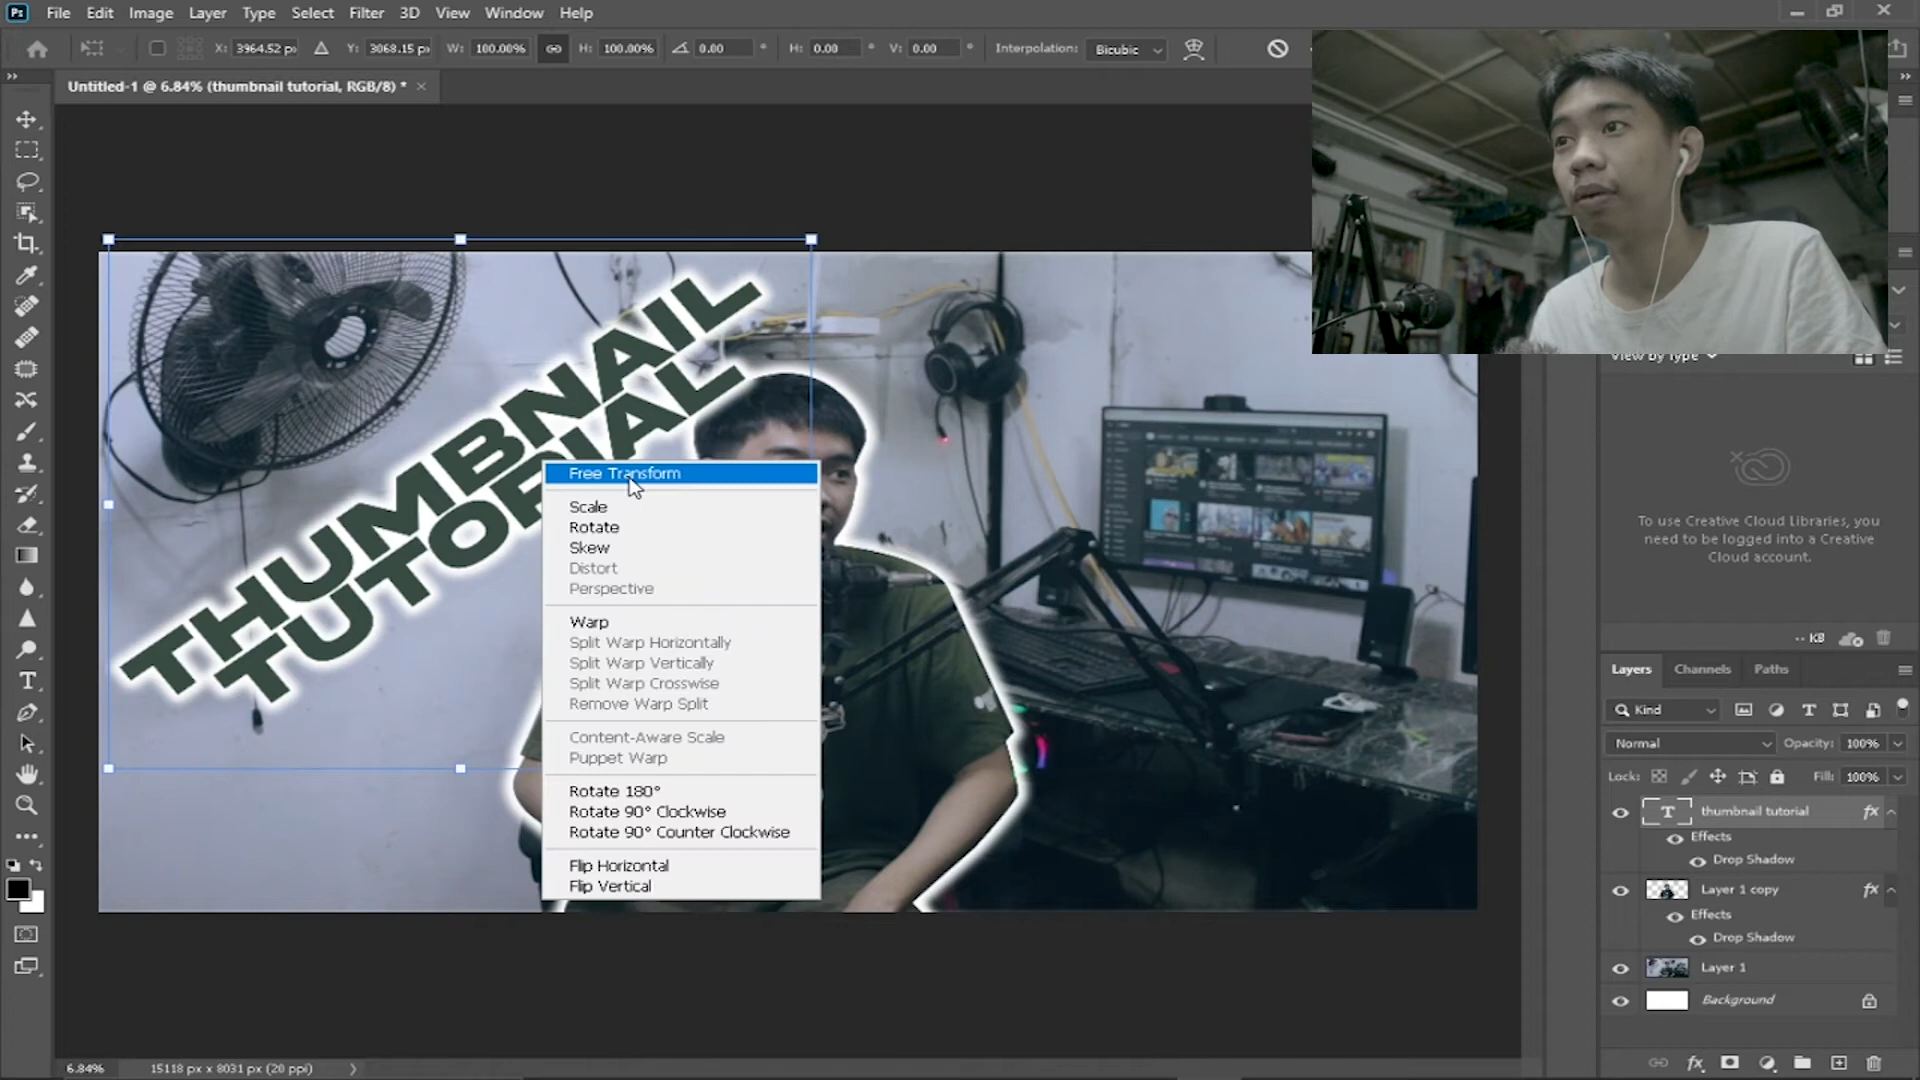 Ps File Edit Image Layer Type Select Filter 3D View Window Help
X: 3964.52 p Y: 3068.15 p W: 100.00% H: 100.00% 0.00 ° H: 0.00 ° V: 0.00 ° Interpolation: Bicubic
Untitled-1 @ 6.84% (thumbnail tutorial, RGB/8) * ×
THUMBNAIL
TUTORIAL
Free Transform
Scale
Rotate
Skew
Distort
Perspective
Warp
Split Warp Horizontally
Split Warp Vertically
Split Warp Crosswise
Remove Warp Split
Content-Aware Scale
Puppet Warp
Rotate 180°
Rotate 90° Clockwise
Rotate 90° Counter Clockwise
Flip Horizontal
Flip Vertical
View by Type
To use Creative Cloud Libraries, you
need to be logged into a Creative
Cloud account.
-- KB
Layers Channels Paths
Kind
Normal Opacity: 100%
Lock: Fill: 100%
T thumbnail tutorial fx
Effects
Drop Shadow
Layer 1 copy fx
Effects
Drop Shadow
Layer 1
Background
fx
6.84% 15118 px x 8031 px (20 ppi)